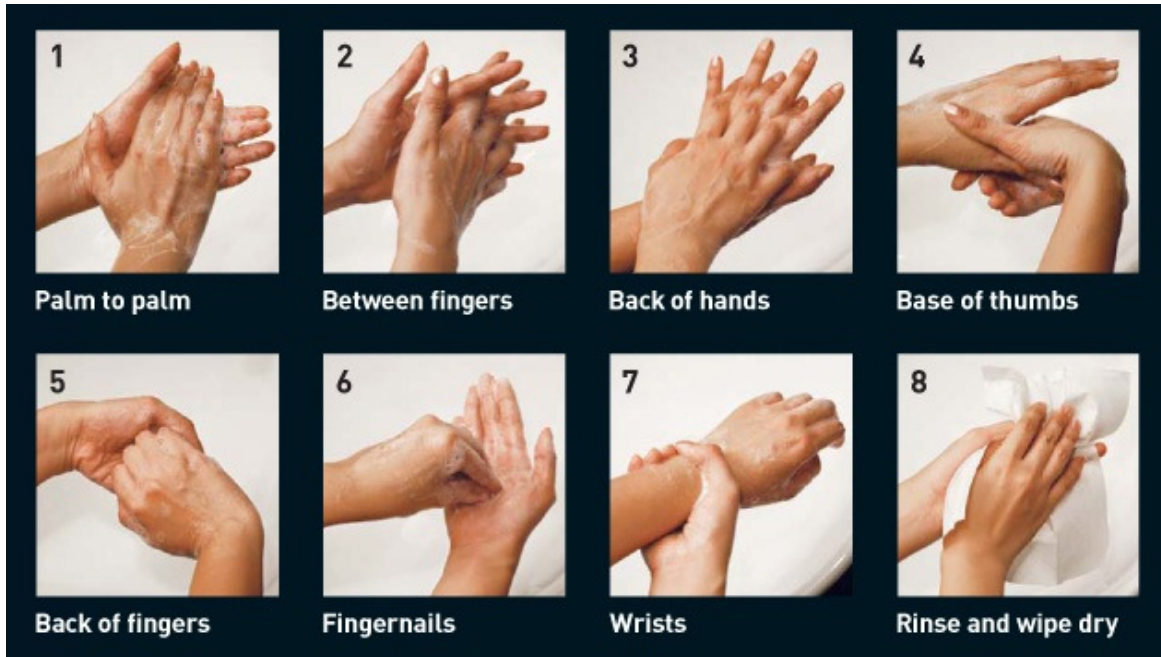 1
Palm to palm
2
Between fingers
3
Back of hands
4
Base of thumbs
5
Back of fingers
6
Fingernails
7
Wrists
8
Rinse and wipe dry